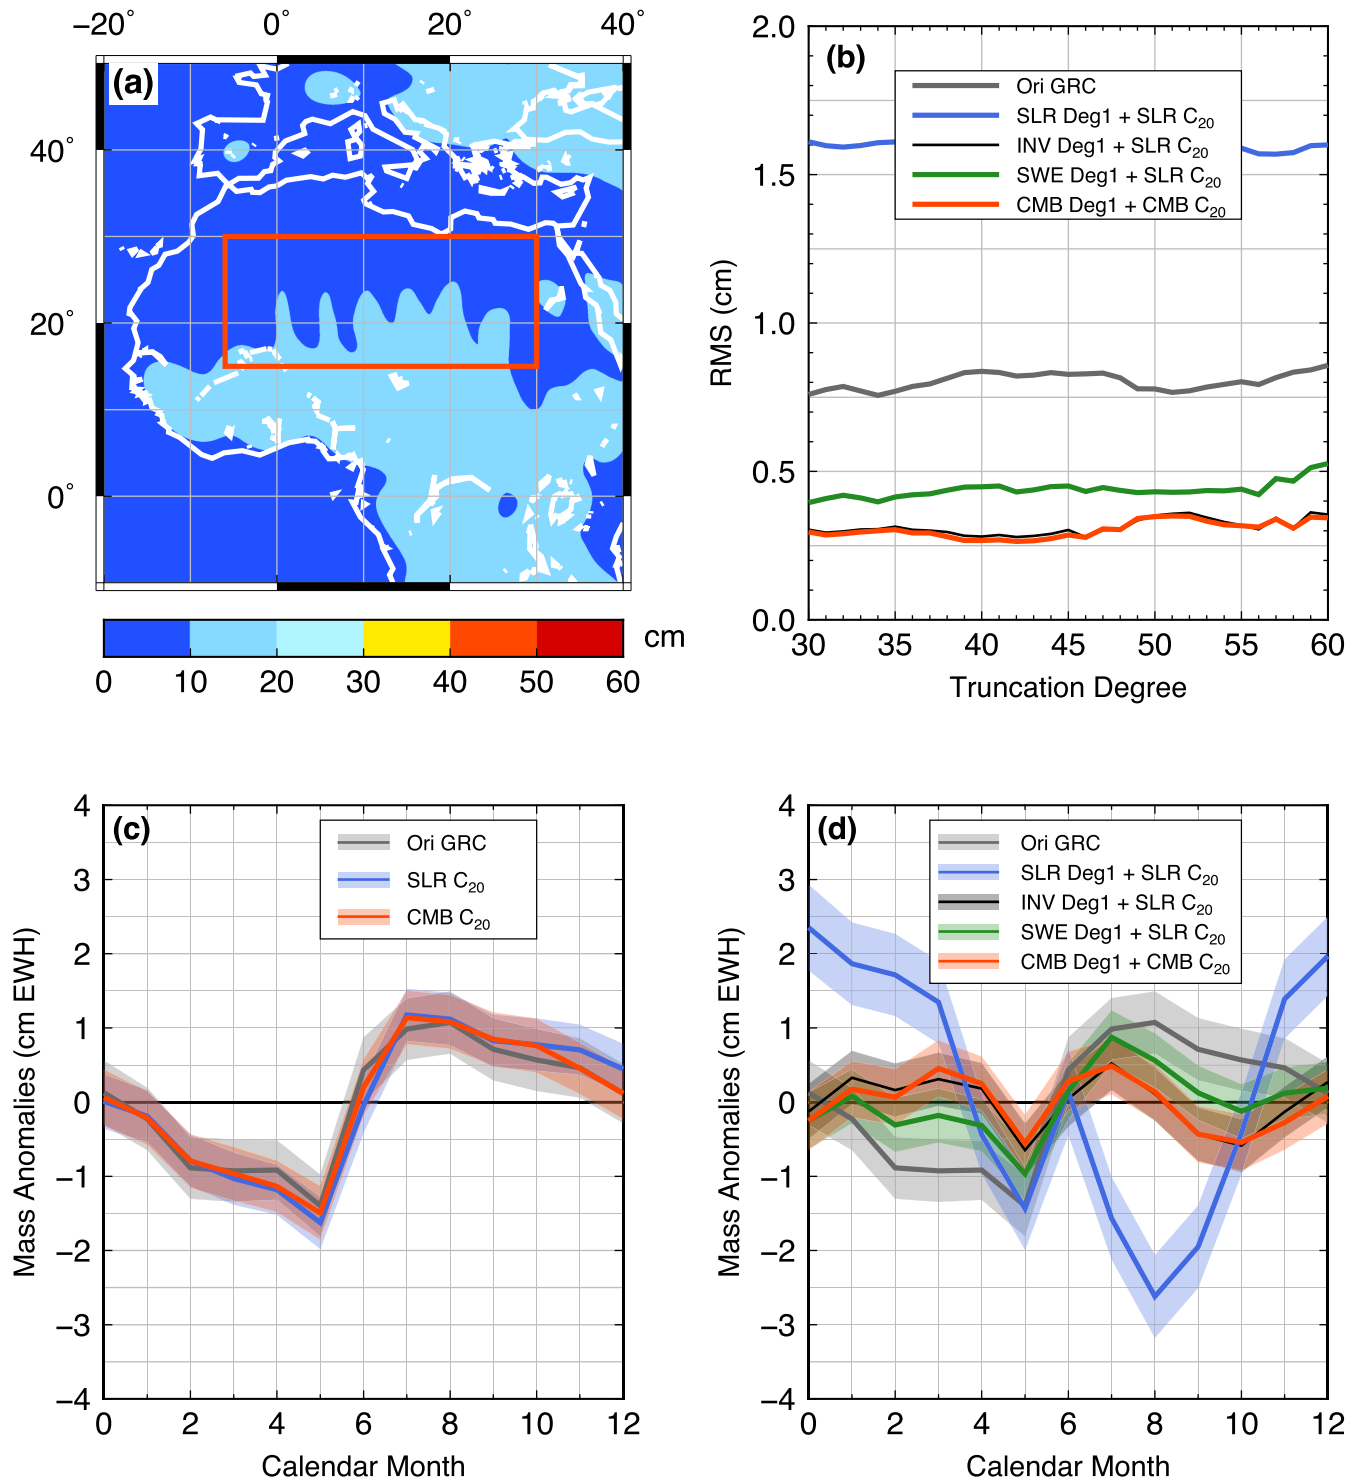 −20° 0° 20° 40°
(a)
40°
20°
0°
cm
0 10 20 30 40 50 60
(b)
2.0
1.5
1.0
0.5
0.0
RMS (cm)
Ori GRC
SLR Deg1 + SLR C20
INV Deg1 + SLR C20
SWE Deg1 + SLR C20
CMB Deg1 + CMB C20
30 35 40 45 50 55 60
Truncation Degree
(c)
4
3
2
1
0
−1
−2
−3
−4
Mass Anomalies (cm EWH)
Ori GRC
SLR C20
CMB C20
0 2 4 6 8 10 12
Calendar Month
(d)
4
3
2
1
0
−1
−2
−3
−4
Mass Anomalies (cm EWH)
Ori GRC
SLR Deg1 + SLR C20
INV Deg1 + SLR C20
SWE Deg1 + SLR C20
CMB Deg1 + CMB C20
0 2 4 6 8 10 12
Calendar Month